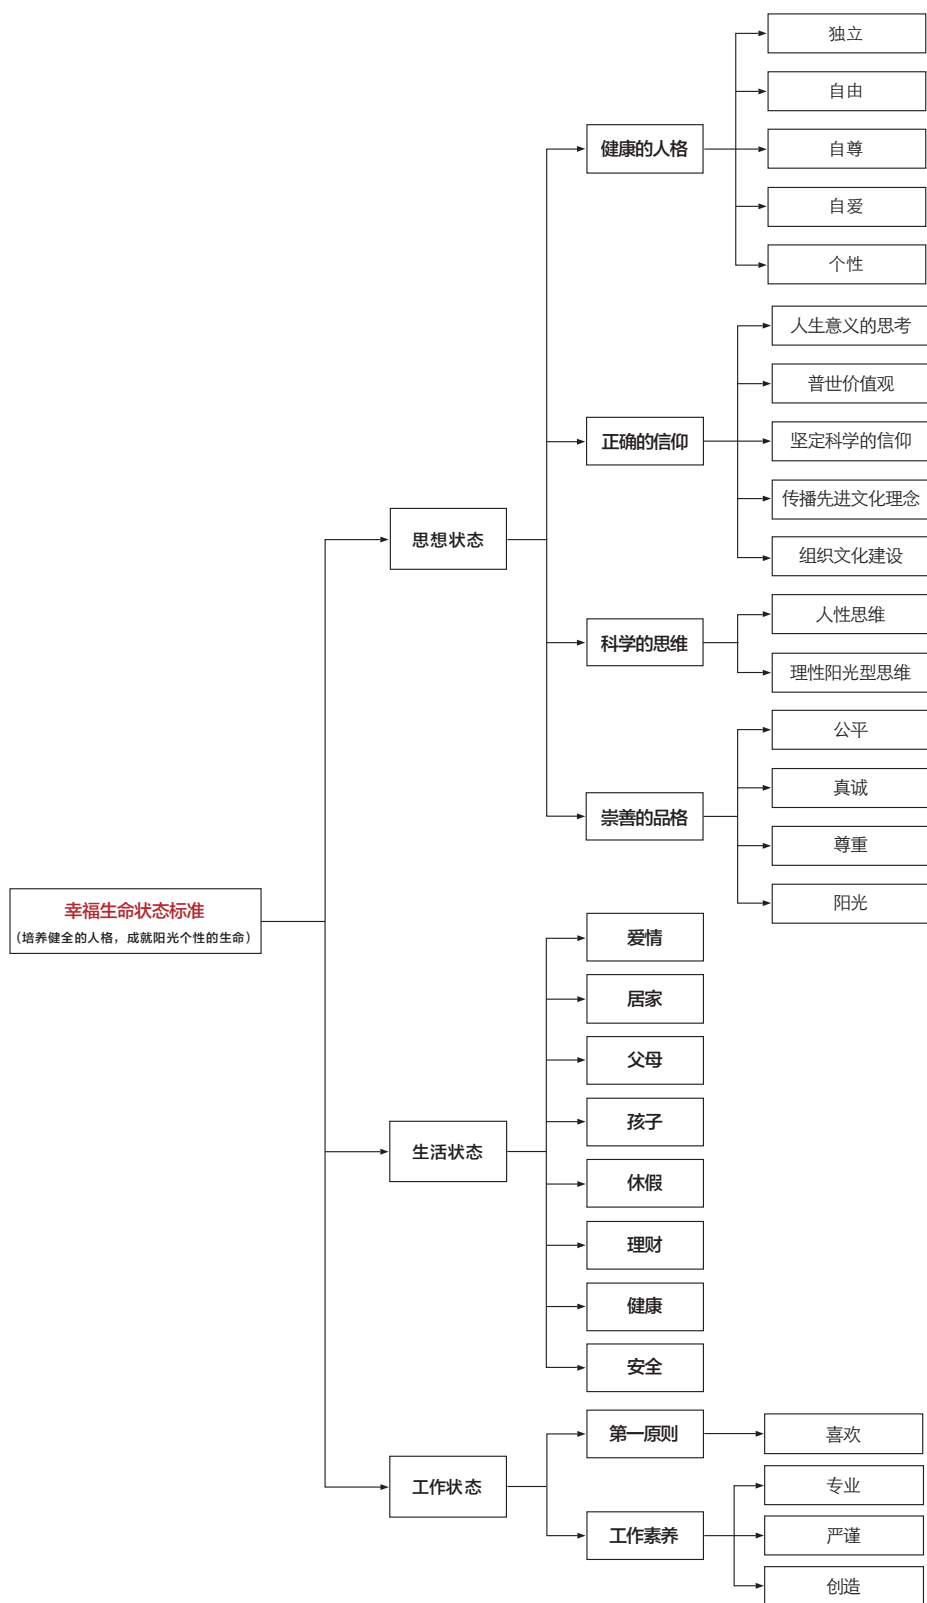 幸福生命状态标准
（培养健全的人格，成就阳光个性的生命）
思想状态
健康的人格
独立
自由
自尊
自爱
个性
正确的信仰
人生意义的思考
普世价值观
坚定科学的信仰
传播先进文化理念
组织文化建设
科学的思维
人性思维
理性阳光型思维
崇善的品格
公平
真诚
尊重
阳光
生活状态
爱情
居家
父母
孩子
休假
理财
健康
安全
工作状态
第一原则
喜欢
工作素养
专业
严谨
创造